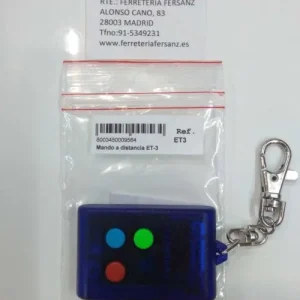 RTE.: FERRETERIA FERSANZ
ALONSO CANO, 83
28003 MADRID
Tfno:91-5349231
www.ferreteriafersanz.es
Ref.
ET3
Mando a distancia ET-3